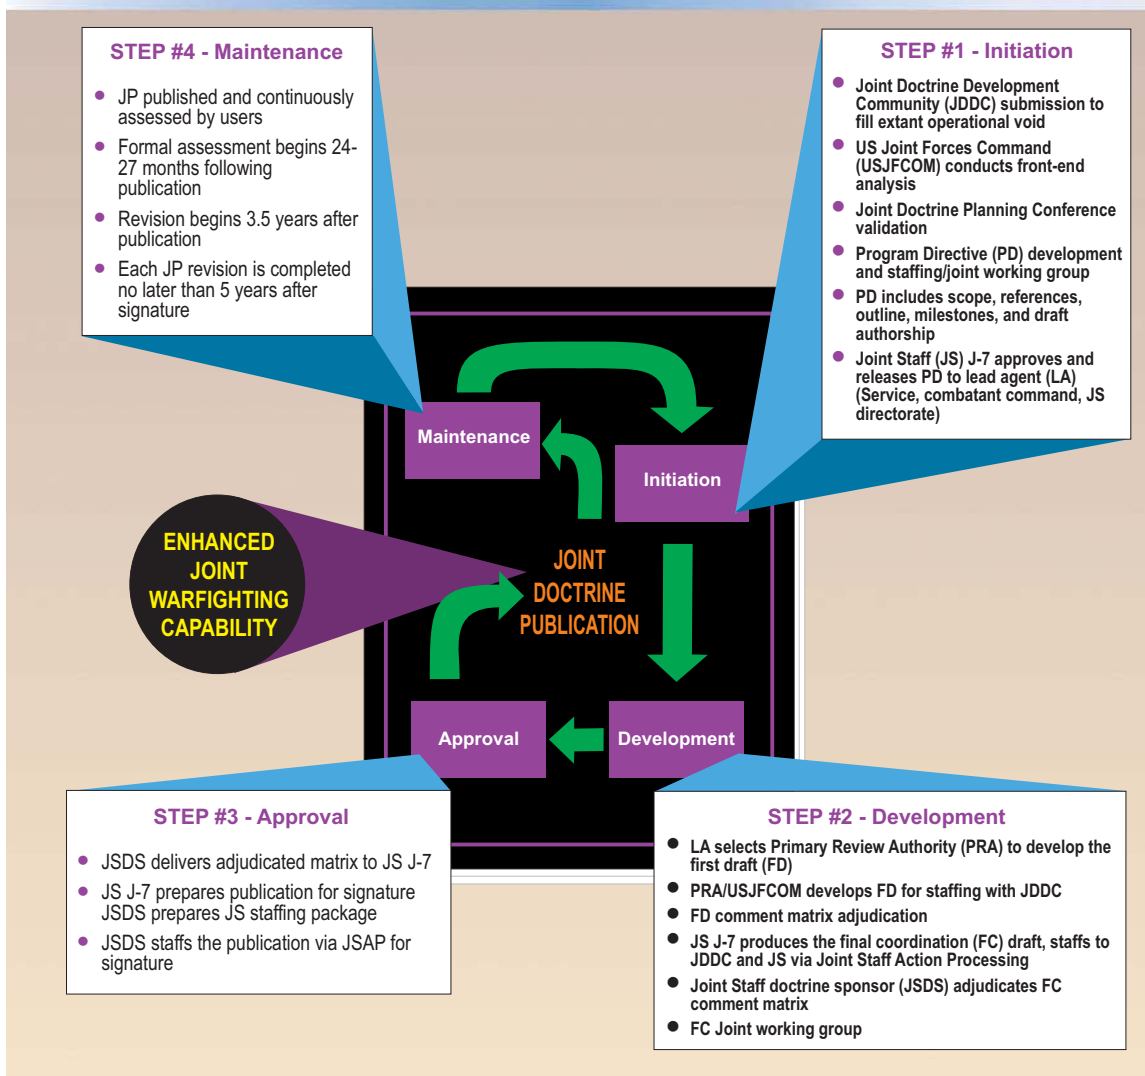 STEP #4 - Maintenance
• JP published and continuously
assessed by users
• Formal assessment begins 24-
27 months following
publication
• Revision begins 3.5 years after
publication
• Each JP revision is completed
no later than 5 years after
signature
STEP #1 - Initiation
• Joint Doctrine Development
Community (JDDC) submission to
fill extant operational void
• US Joint Forces Command
(USJFCOM) conducts front-end
analysis
• Joint Doctrine Planning Conference
validation
• Program Directive (PD) development
and staffing/joint working group
• PD includes scope, references,
outline, milestones, and draft
authorship
• Joint Staff (JS) J-7 approves and
releases PD to lead agent (LA)
(Service, combatant command, JS
directorate)
Maintenance
Initiation
ENHANCED
JOINT
WARFIGHTING
CAPABILITY
JOINT
DOCTRINE
PUBLICATION
Approval
Development
STEP #3 - Approval
• JSDS delivers adjudicated matrix to JS J-7
• JS J-7 prepares publication for signature
JSDS prepares JS staffing package
• JSDS staffs the publication via JSAP for
signature
STEP #2 - Development
• LA selects Primary Review Authority (PRA) to develop the
first draft (FD)
• PRA/USJFCOM develops FD for staffing with JDDC
• FD comment matrix adjudication
• JS J-7 produces the final coordination (FC) draft, staffs to
JDDC and JS via Joint Staff Action Processing
• Joint Staff doctrine sponsor (JSDS) adjudicates FC
comment matrix
• FC Joint working group